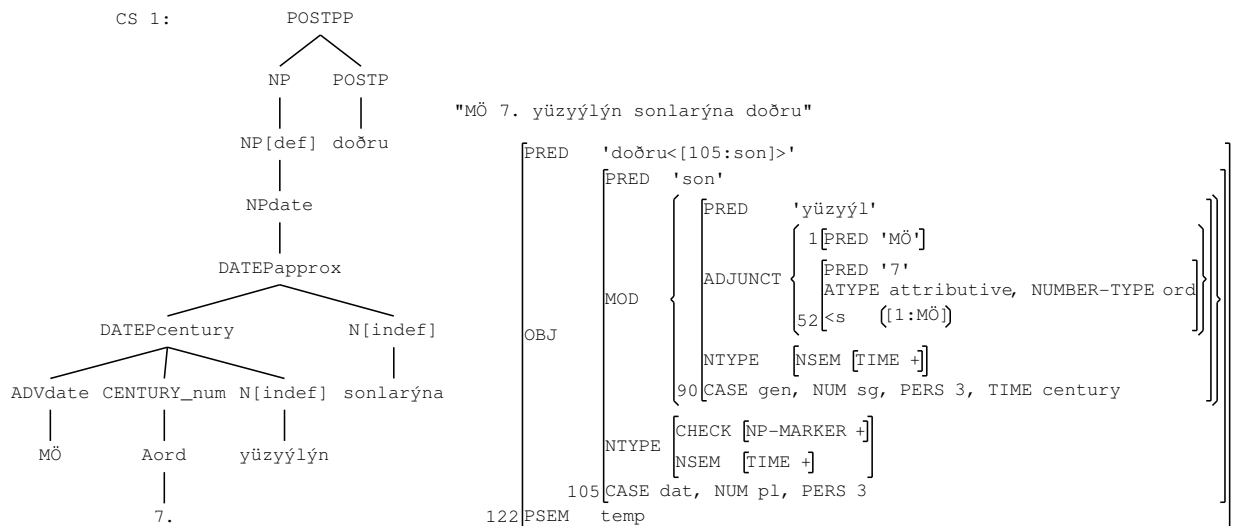 CS 1: POSTPP
NP POSTP
"MÖ 7. yüzyýlýn sonlarýna doðru"
NP[def] doðru
PRED 'doðru<[105:son]>'
PRED 'son'
NPdate
PRED 'yüzyýl'
1[PRED 'MÖ']
DATEPapprox
PRED '7'
ADJUNCT
ATYPE attributive, NUMBER-TYPE ord
MOD
52 <s ([1:MÖ])
DATEPcentury N[indef]
OBJ
NTYPE [NSEM [TIME +]]
ADVdate CENTURY_num N[indef] sonlarýna
90 CASE gen, NUM sg, PERS 3, TIME century
CHECK [NP-MARKER +]
MÖ Aord yüzyýlýn
NTYPE
NSEM [TIME +]
105 CASE dat, NUM pl, PERS 3
7.
122 PSEM temp